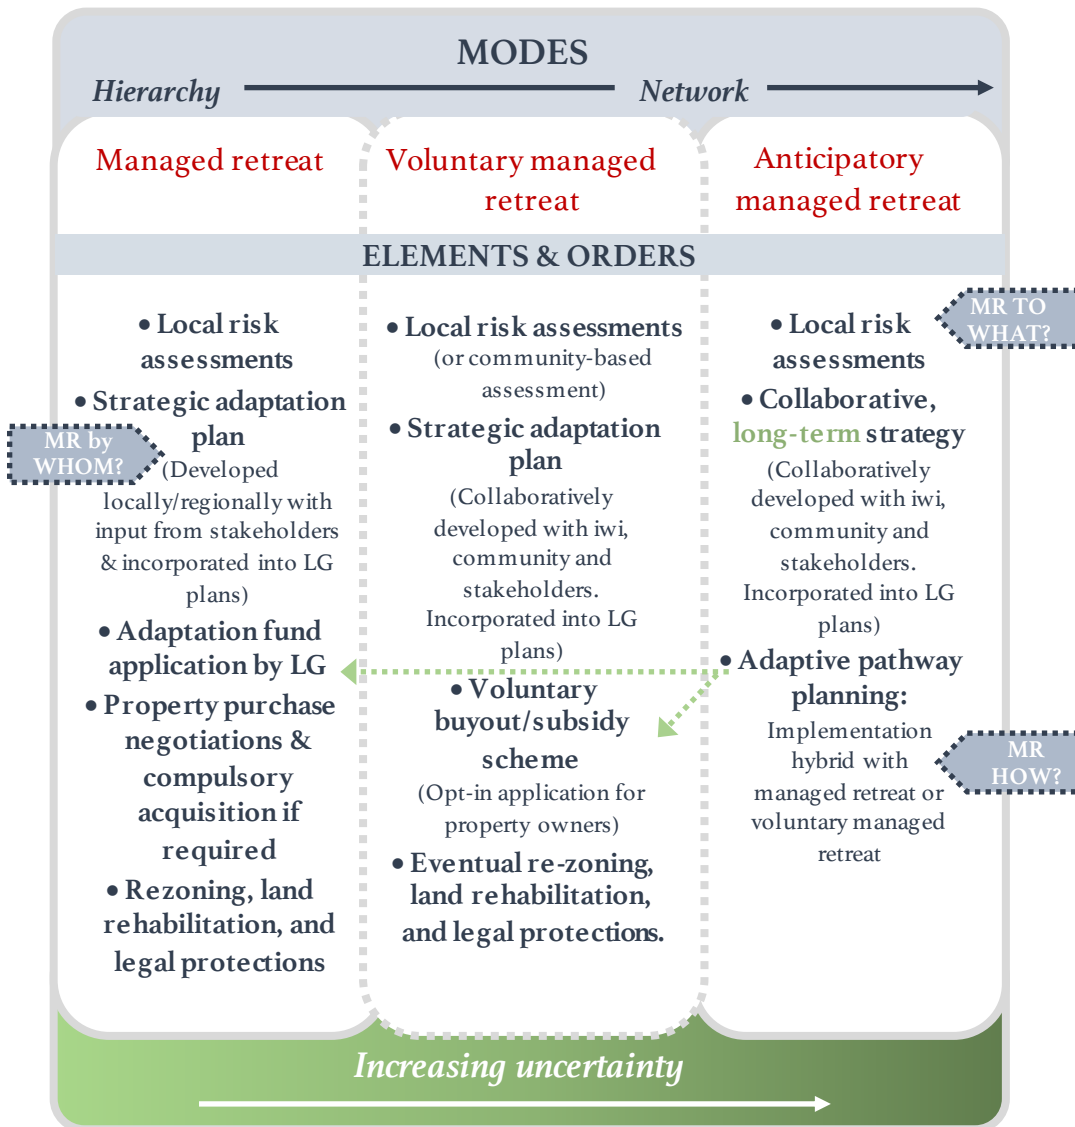 MODES
Hierarchy
Network
Managed retreat
Voluntary managed
retreat
Anticipatory
managed retreat
ELEMENTS & ORDERS
• Local risk
assessments
• Strategic adaptation
plan
(Developed
locally/regionally with
input from stakeholders
& incorporated into LG
plans)
• Adaptation fund
application by LG
• Property purchase
negotiations &
compulsory
acquisition if
required
• Rezoning, land
rehabilitation, and
legal protections
MR by
WHOM?
• Local risk assessments
(or community-based
assessment)
• Strategic adaptation
plan
(Collaboratively
developed with iwi,
community and
stakeholders.
Incorporated into LG
plans)
• Voluntary
buyout/subsidy
scheme
(Opt-in application for
property owners)
• Eventual re-zoning,
land rehabilitation,
and legal protections.
• Local risk
assessments
• Collaborative,
long-term strategy
(Collaboratively
developed with iwi,
community and
stakeholders.
Incorporated into LG
plans)
• Adaptive pathway
planning:
Implementation
hybrid with
managed retreat or
voluntary managed
retreat
MR TO
WHAT?
MR
HOW?
Increasing uncertainty